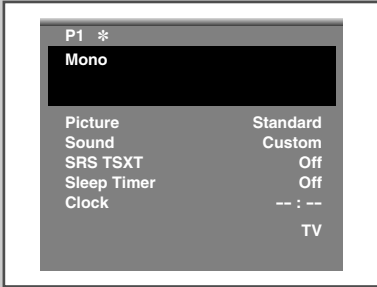 P1 ✻
Mono
Picture Standard
Sound Custom
SRS TSXT Off
Sleep Timer Off
Clock -- : --
TV